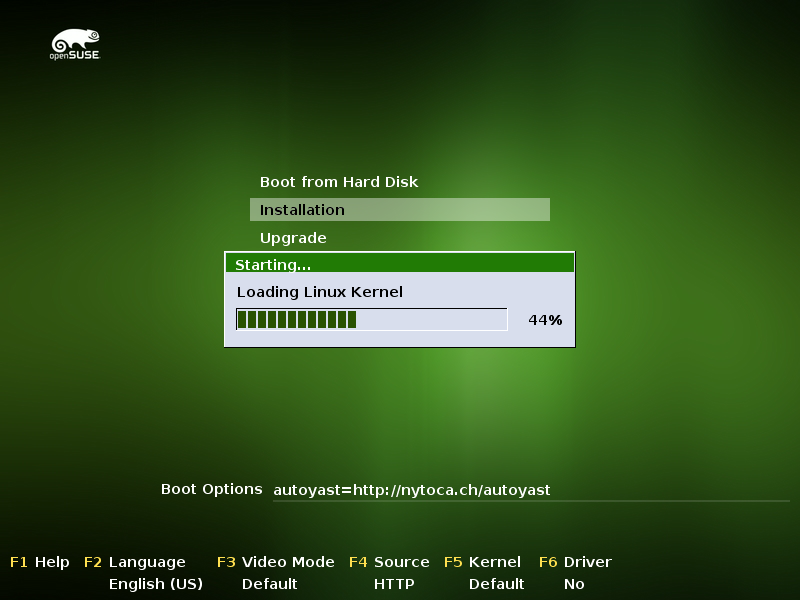 openSUSE
Boot from Hard Disk
Installation
Upgrade
Starting...
Loading Linux Kernel
44%
Boot Options autoyast=http://nytoca.ch/autoyast
F1 Help F2 Language F3 Video Mode F4 Source F5 Kernel F6 Driver
English (US) Default HTTP Default No